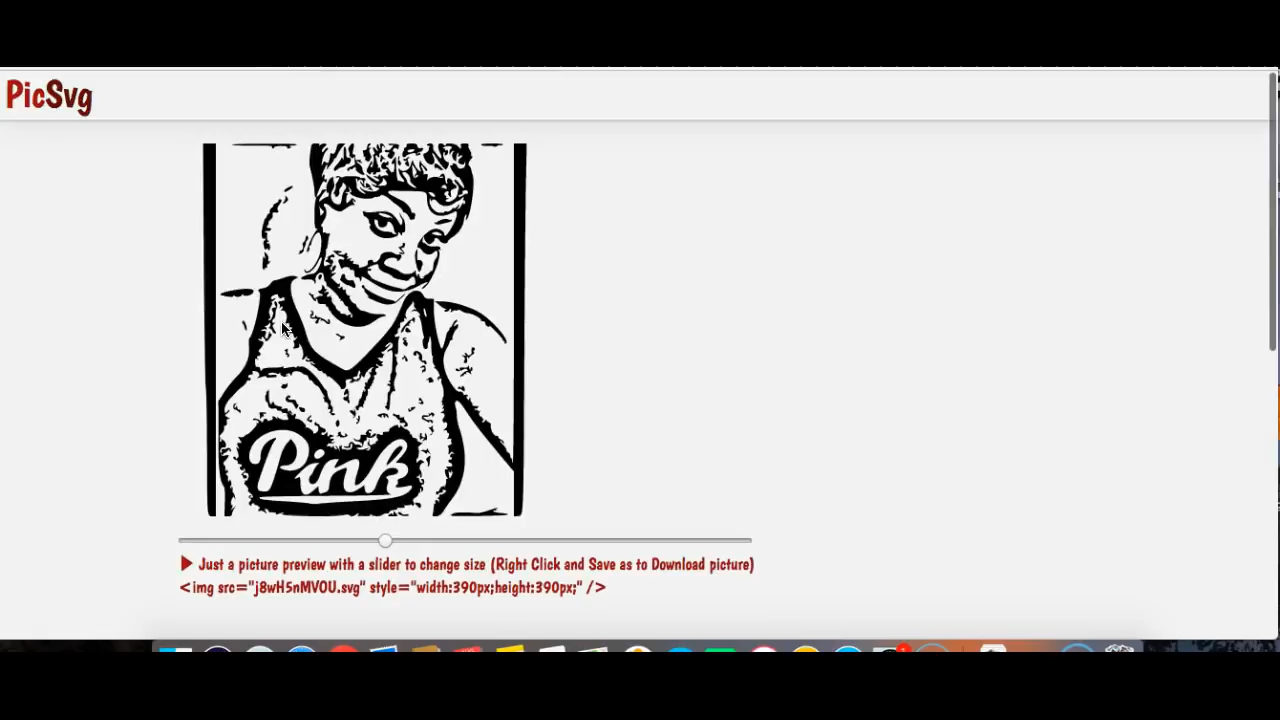 PicSvg
Pink
▶ Just a picture preview with a slider to change size (Right Click and Save as to Download picture)
<img src="j8wH5nMVOU.svg" style="width:390px;height:390px;" />